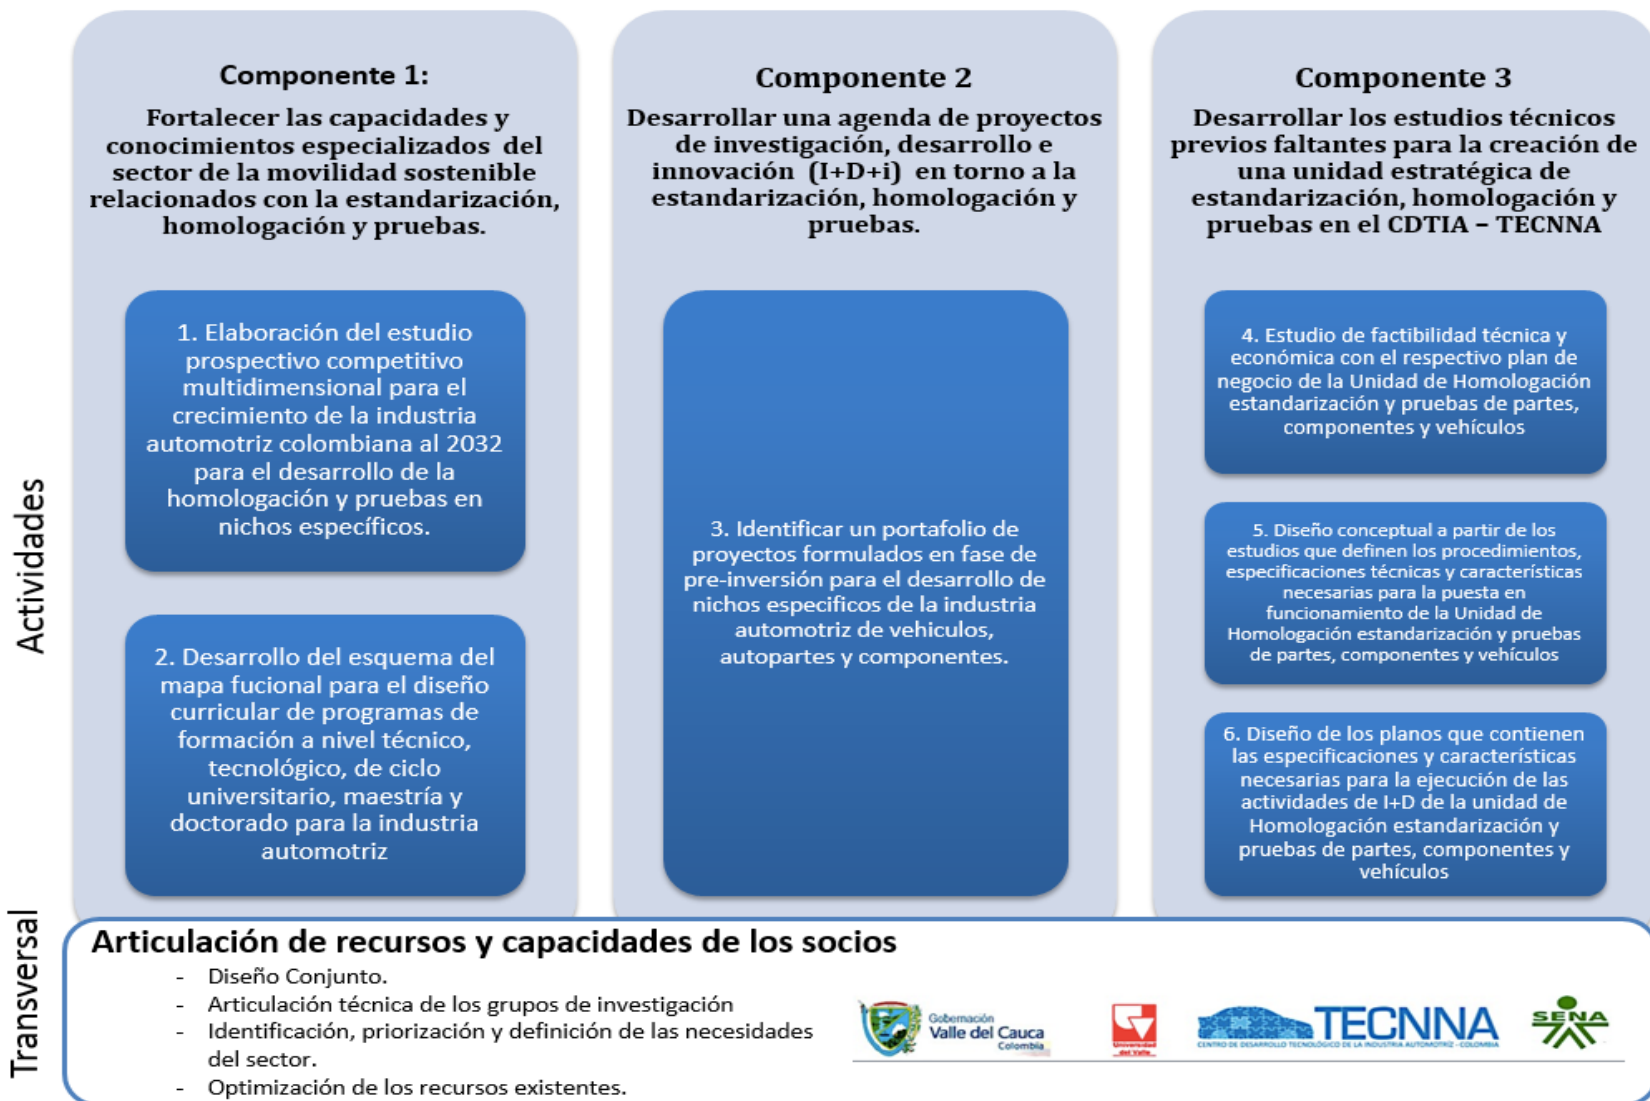 Componente 1:
Fortalecer las capacidades y
conocimientos especializados del
sector de la movilidad sostenible
relacionados con la estandarización,
homologación y pruebas.
1. Elaboración del estudio
prospectivo competitivo
multidimensional para el
crecimiento de la industria
automotriz colombiana al 2032
para el desarrollo de la
homologación y pruebas en
nichos específicos.
2. Desarrollo del esquema del
mapa fucional para el diseño
curricular de programas de
formación a nivel técnico,
tecnológico, de ciclo
universitario, maestría y
doctorado para la industria
automotriz
Componente 2
Desarrollar una agenda de proyectos
de investigación, desarrollo e
innovación (I+D+i) en torno a la
estandarización, homologación y
pruebas.
3. Identificar un portafolio de
proyectos formulados en fase de
pre-inversión para el desarrollo de
nichos especificos de la industria
automotriz de vehiculos,
autopartes y componentes.
Componente 3
Desarrollar los estudios técnicos
previos faltantes para la creación de
una unidad estratégica de
estandarización, homologación y
pruebas en el CDTIA – TECNNA
4. Estudio de factibilidad técnica y
económica con el respectivo plan de
negocio de la Unidad de Homologación
estandarización y pruebas de partes,
componentes y vehículos
5. Diseño conceptual a partir de los
estudios que definen los procedimientos,
especificaciones técnicas y características
necesarias para la puesta en
funcionamiento de la Unidad de
Homologación estandarización y pruebas
de partes, componentes y vehículos
6. Diseño de los planos que contienen
las especificaciones y características
necesarias para la ejecución de las
actividades de I+D de la unidad de
Homologación estandarización y
pruebas de partes, componentes y
vehículos
Actividades
Transversal
Articulación de recursos y capacidades de los socios
- Diseño Conjunto.
- Articulación técnica de los grupos de investigación
- Identificación, priorización y definición de las necesidades
del sector.
- Optimización de los recursos existentes.
Gobernación
Valle del Cauca
Colombia
Universidad
del Valle
TECNNA
CENTRO DE DESARROLLO TECNOLÓGICO DE LA INDUSTRIA AUTOMOTRIZ - COLOMBIA
SENA